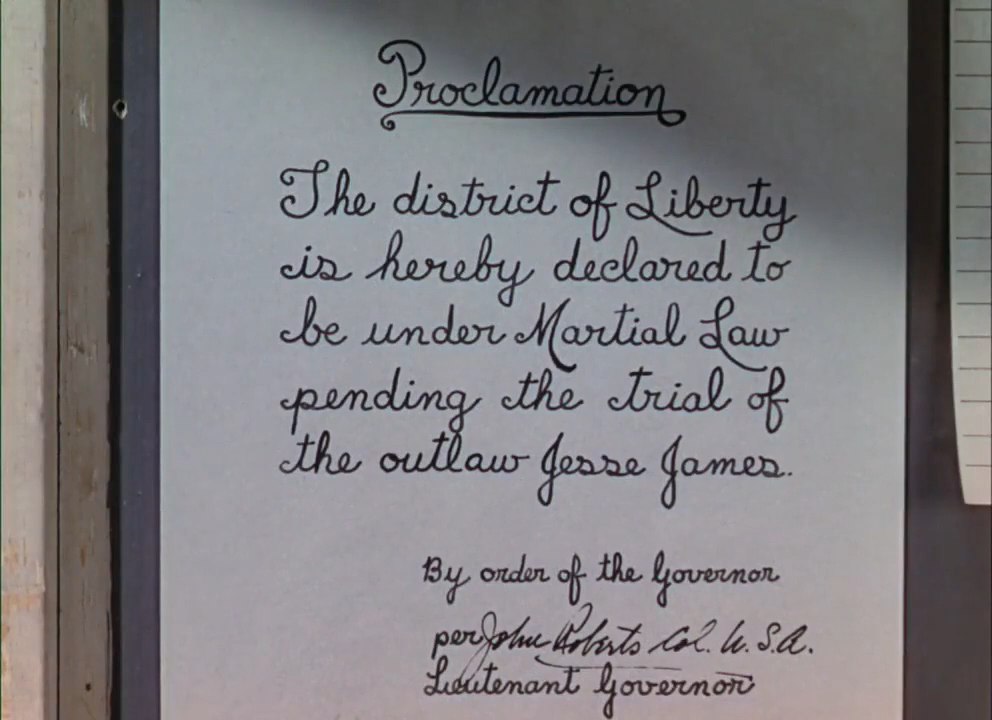 Proclamation
The district of Liberty
is hereby declared to
be under Martial Law
pending the trial of
the outlaw Jesse James.
By order of the Governor
per John Roberts Col. U.S.A.
Lieutenant Governor